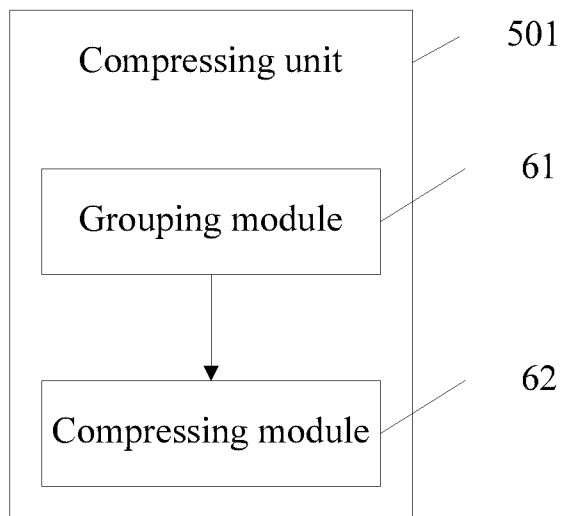 501
Compressing unit
61
Grouping module
62
Compressing module